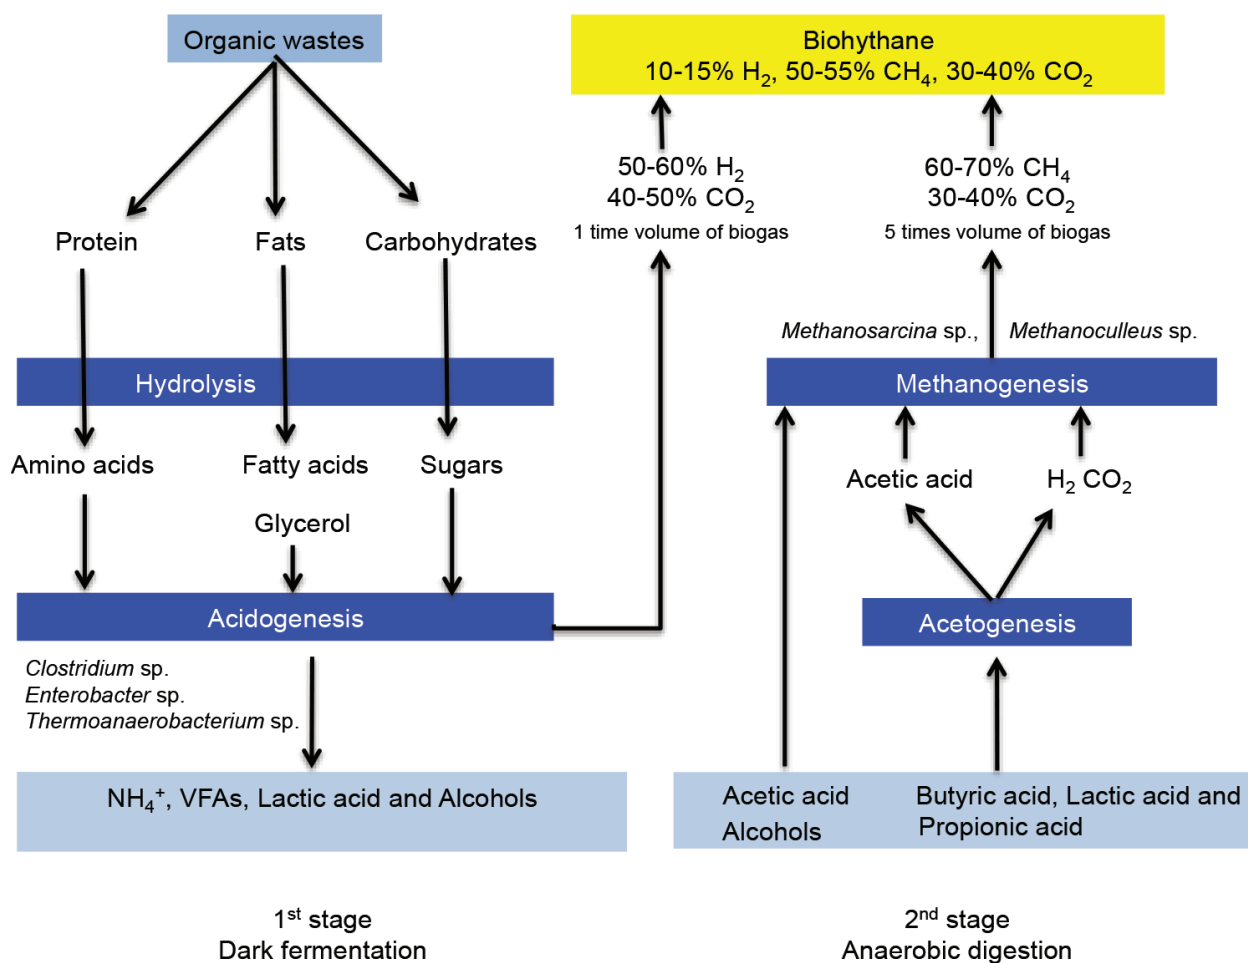 Organic wastes
Biohythane
10-15% H₂, 50-55% CH₄, 30-40% CO₂
50-60% H₂
40-50% CO₂
1 time volume of biogas
60-70% CH₄
30-40% CO₂
5 times volume of biogas
Protein
Fats
Carbohydrates
Methanosarcina sp., Methanoculleus sp.
Hydrolysis
Methanogenesis
Amino acids
Fatty acids
Sugars
Acetic acid
H₂ CO₂
Glycerol
Acidogenesis
Acetogenesis
Clostridium sp.
Enterobacter sp.
Thermoanaerobacterium sp.
NH₄⁺, VFAs, Lactic acid and Alcohols
Acetic acid
Alcohols
Butyric acid, Lactic acid and
Propionic acid
1st stage
Dark fermentation
2nd stage
Anaerobic digestion